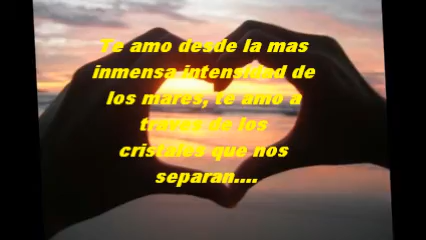 Te amo desde la mas
inmensa intensidad de
los mares, te amo a
traves de los
cristales que nos
separan....